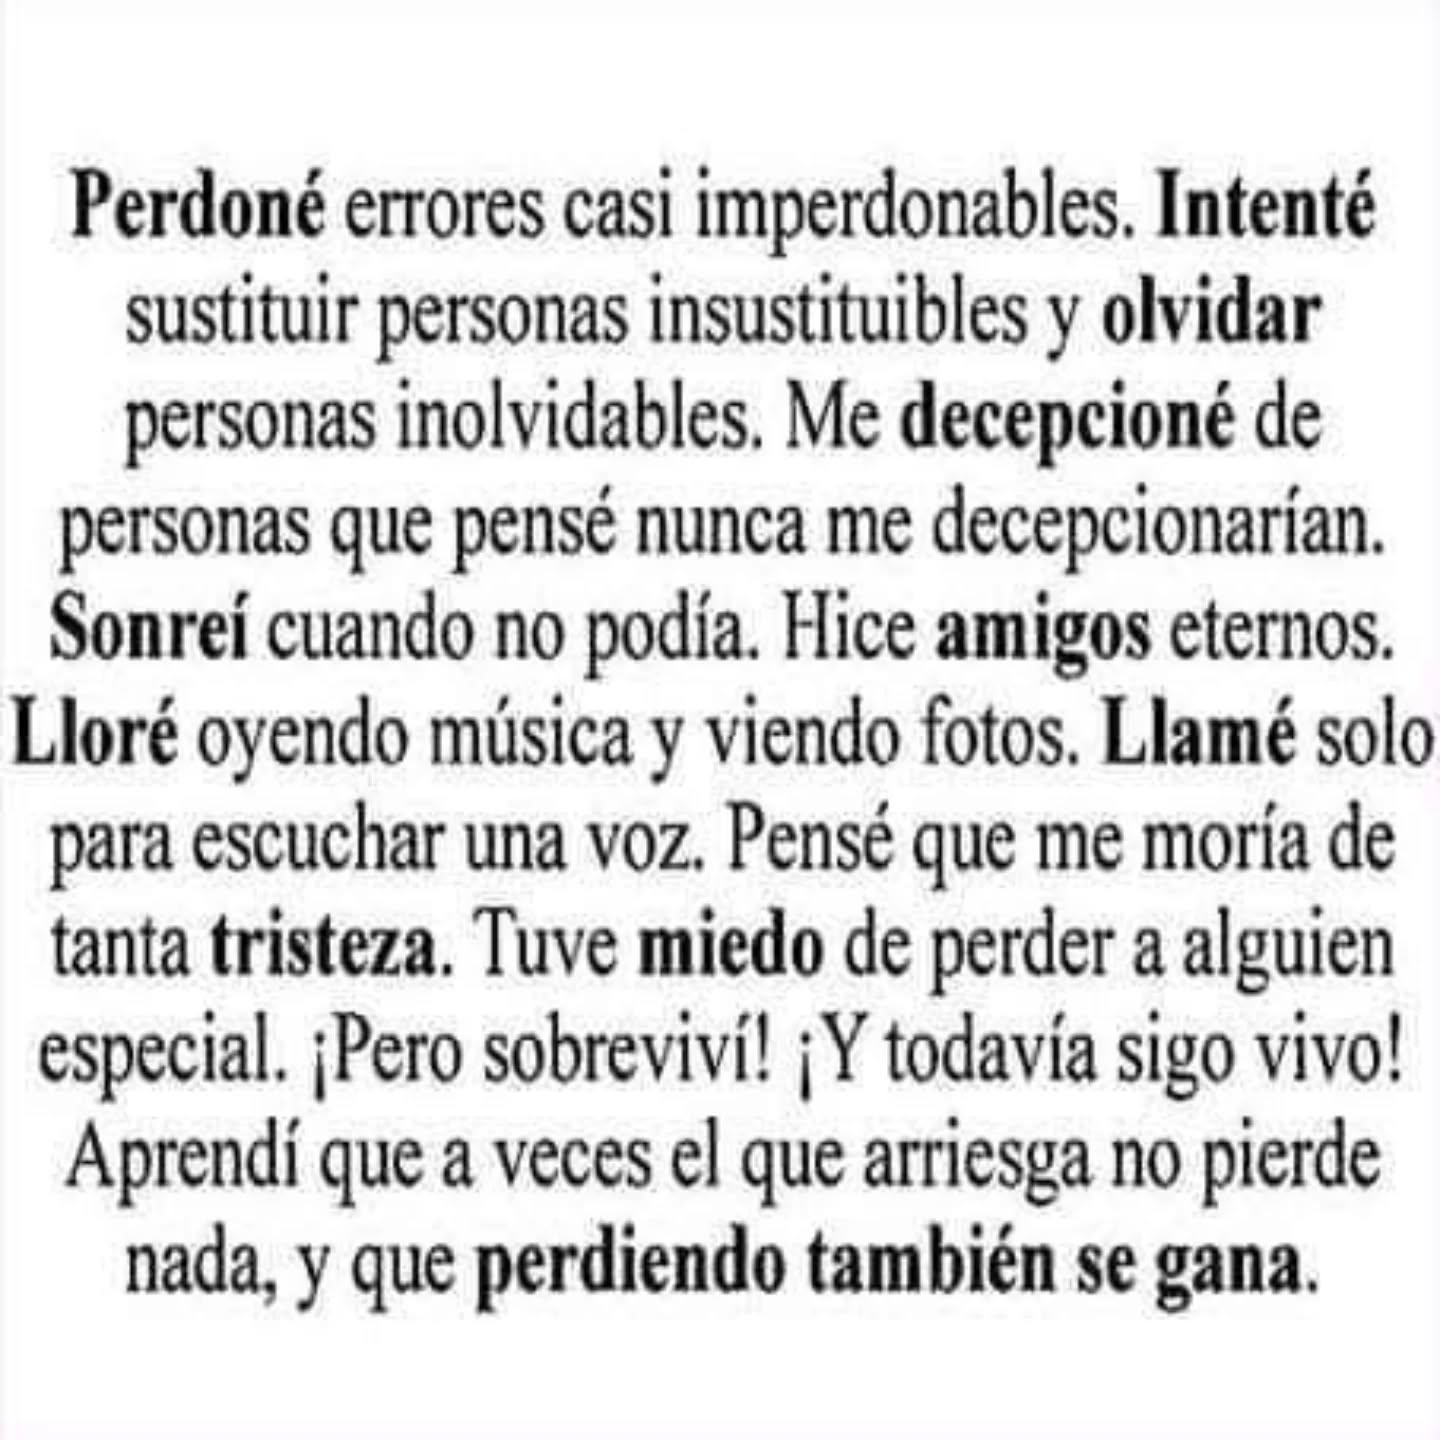 Perdoné errores casi imperdonables. Intenté
sustituir personas insustituibles y olvidar
personas inolvidables. Me decepcioné de
personas que pensé nunca me decepcionarían.
Sonreí cuando no podía. Hice amigos eternos.
Lloré oyendo música y viendo fotos. Llamé solo
para escuchar una voz. Pensé que me moría de
tanta tristeza. Tuve miedo de perder a alguien
especial. ¡Pero sobreviví! ¡Y todavía sigo vivo!
Aprendí que a veces el que arriesga no pierde
nada, y que perdiendo también se gana.